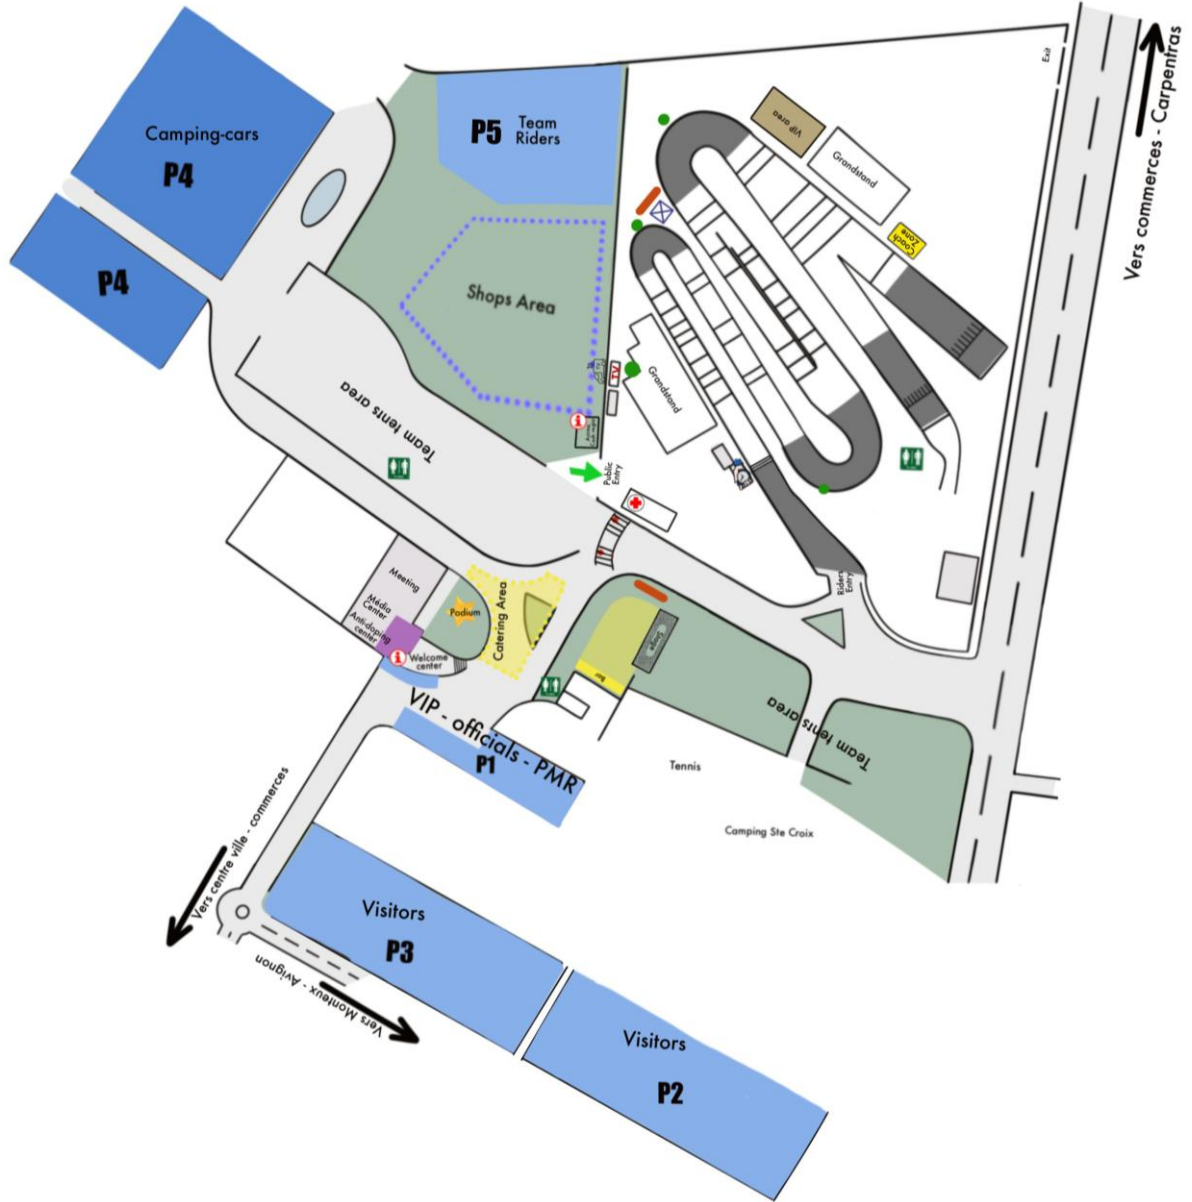 Exit
Vers commerces - Carpentras
Camping-cars
P4
P4
P5
Team
Riders
VIP area
Grandstand
Coach
Zone
Shops Area
TV
Grandstand
Team tents area
Public
Entry
Riders
Entry
Meeting
Média
Center
Anti-doping
center
Podium
Catering Area
Welcome
center
Stage
Bar
VIP - officials - PMR
P1
Team tents area
Tennis
Camping Ste Croix
Vers centre ville - commerces
Vers Monteux - Avignon
Visitors
P3
Visitors
P2